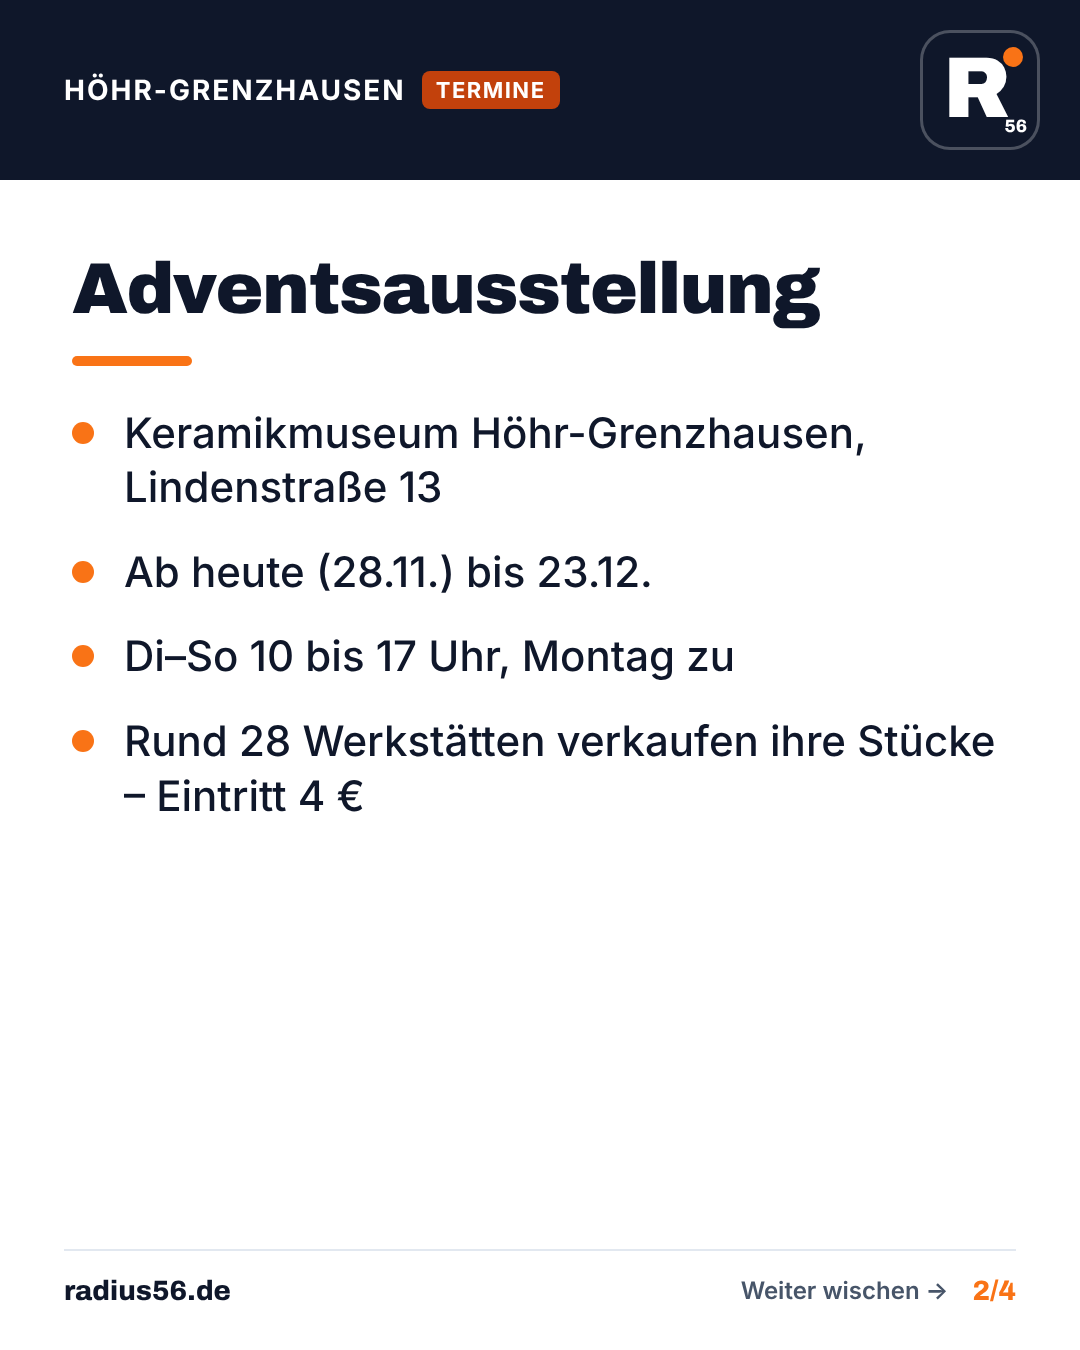 HÖHR-GRENZHAUSEN TERMINE
R
56
Adventsausstellung
Keramikmuseum Höhr-Grenzhausen,
Lindenstraße 13
Ab heute (28.11.) bis 23.12.
Di–So 10 bis 17 Uhr, Montag zu
Rund 28 Werkstätten verkaufen ihre Stücke
– Eintritt 4 €
radius56.de
Weiter wischen → 2/4